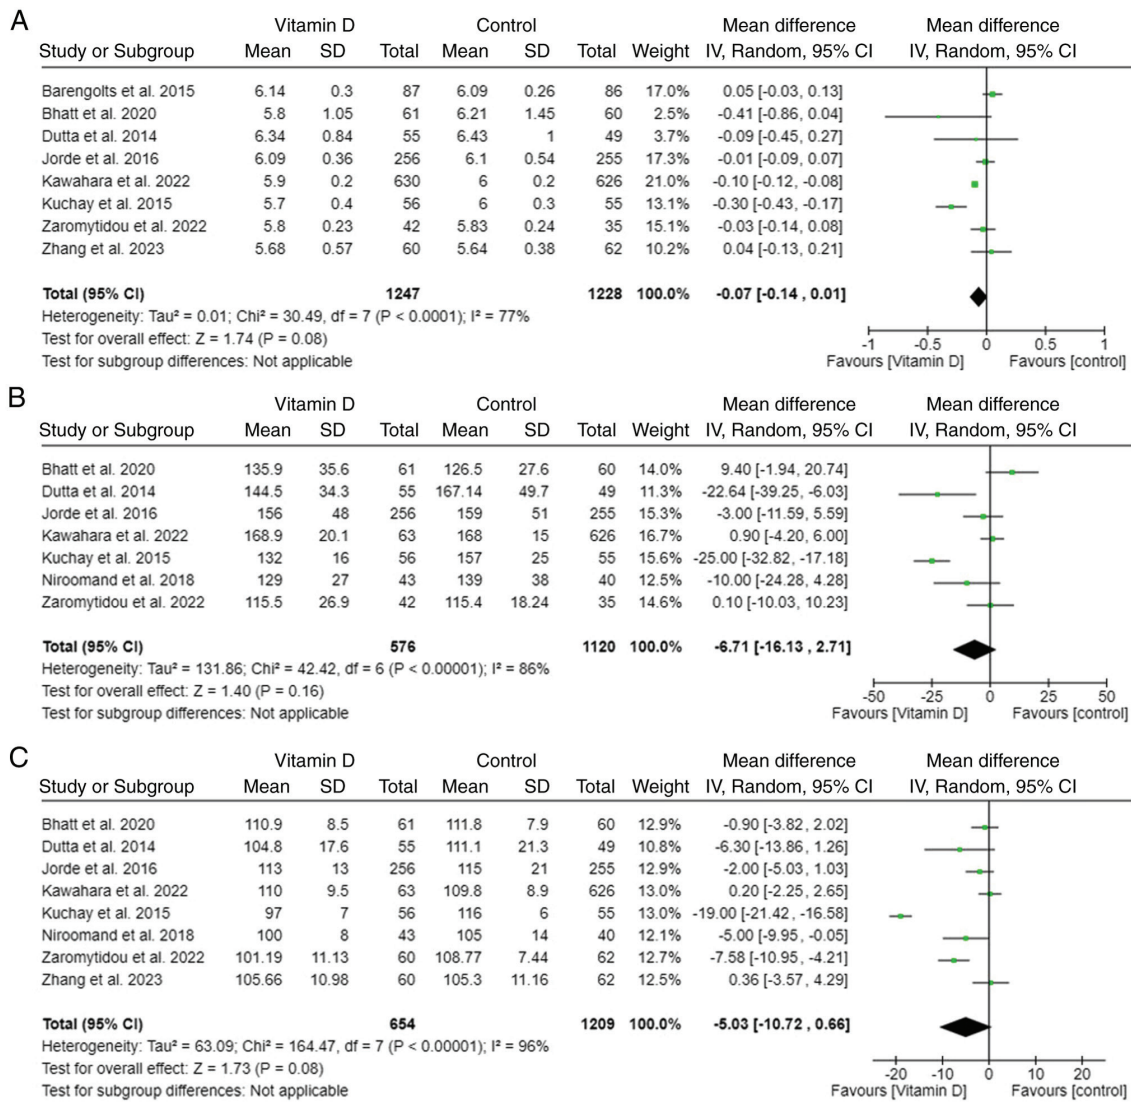 A
Vitamin D Control Mean difference Mean difference
Study or Subgroup Mean SD Total Mean SD Total Weight IV, Random, 95% CI IV, Random, 95% CI
Barengolts et al. 2015 6.14 0.3 87 6.09 0.26 86 17.0% 0.05 [-0.03, 0.13]
Bhatt et al. 2020 5.8 1.05 61 6.21 1.45 60 2.5% -0.41 [-0.86, 0.04]
Dutta et al. 2014 6.34 0.84 55 6.43 1 49 3.7% -0.09 [-0.45, 0.27]
Jorde et al. 2016 6.09 0.36 256 6.1 0.54 255 17.3% -0.01 [-0.09, 0.07]
Kawahara et al. 2022 5.9 0.2 630 6 0.2 626 21.0% -0.10 [-0.12, -0.08]
Kuchay et al. 2015 5.7 0.4 56 6 0.3 55 13.1% -0.30 [-0.43, -0.17]
Zaromytidou et al. 2022 5.8 0.23 42 5.83 0.24 35 15.1% -0.03 [-0.14, 0.08]
Zhang et al. 2023 5.68 0.57 60 5.64 0.38 62 10.2% 0.04 [-0.13, 0.21]
Total (95% CI) 1247 1228 100.0% -0.07 [-0.14 , 0.01]
Heterogeneity: Tau² = 0.01; Chi² = 30.49, df = 7 (P < 0.0001); I² = 77%
Test for overall effect: Z = 1.74 (P = 0.08)
Test for subgroup differences: Not applicable
-1 -0.5 0 0.5 1
Favours [Vitamin D] Favours [control]
B
Vitamin D Control Mean difference Mean difference
Study or Subgroup Mean SD Total Mean SD Total Weight IV, Random, 95% CI IV, Random, 95% CI
Bhatt et al. 2020 135.9 35.6 61 126.5 27.6 60 14.0% 9.40 [-1.94, 20.74]
Dutta et al. 2014 144.5 34.3 55 167.14 49.7 49 11.3% -22.64 [-39.25, -6.03]
Jorde et al. 2016 156 48 256 159 51 255 15.3% -3.00 [-11.59, 5.59]
Kawahara et al. 2022 168.9 20.1 63 168 15 626 16.7% 0.90 [-4.20, 6.00]
Kuchay et al. 2015 132 16 56 157 25 55 15.6% -25.00 [-32.82, -17.18]
Niroomand et al. 2018 129 27 43 139 38 40 12.5% -10.00 [-24.28, 4.28]
Zaromytidou et al. 2022 115.5 26.9 42 115.4 18.24 35 14.6% 0.10 [-10.03, 10.23]
Total (95% CI) 576 1120 100.0% -6.71 [-16.13 , 2.71]
Heterogeneity: Tau² = 131.86; Chi² = 42.42, df = 6 (P < 0.00001); I² = 86%
Test for overall effect: Z = 1.40 (P = 0.16)
Test for subgroup differences: Not applicable
-50 -25 0 25 50
Favours [Vitamin D] Favours [control]
C
Vitamin D Control Mean difference Mean difference
Study or Subgroup Mean SD Total Mean SD Total Weight IV, Random, 95% CI IV, Random, 95% CI
Bhatt et al. 2020 110.9 8.5 61 111.8 7.9 60 12.9% -0.90 [-3.82, 2.02]
Dutta et al. 2014 104.8 17.6 55 111.1 21.3 49 10.8% -6.30 [-13.86, 1.26]
Jorde et al. 2016 113 13 256 115 21 255 12.9% -2.00 [-5.03, 1.03]
Kawahara et al. 2022 110 9.5 63 109.8 8.9 626 13.0% 0.20 [-2.25, 2.65]
Kuchay et al. 2015 97 7 56 116 6 55 13.0% -19.00 [-21.42, -16.58]
Niroomand et al. 2018 100 8 43 105 14 40 12.1% -5.00 [-9.95, -0.05]
Zaromytidou et al. 2022 101.19 11.13 60 108.77 7.44 62 12.7% -7.58 [-10.95, -4.21]
Zhang et al. 2023 105.66 10.98 60 105.3 11.16 62 12.5% 0.36 [-3.57, 4.29]
Total (95% CI) 654 1209 100.0% -5.03 [-10.72 , 0.66]
Heterogeneity: Tau² = 63.09; Chi² = 164.47, df = 7 (P < 0.00001); I² = 96%
Test for overall effect: Z = 1.73 (P = 0.08)
Test for subgroup differences: Not applicable
-20 -10 0 10 20
Favours [Vitamin D] Favours [control]